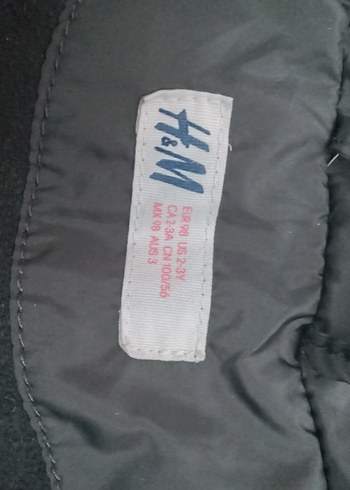 H&M
EUR 98 US 2-3Y
CA 2-3A CN 100/56
MX 98 AUS 3